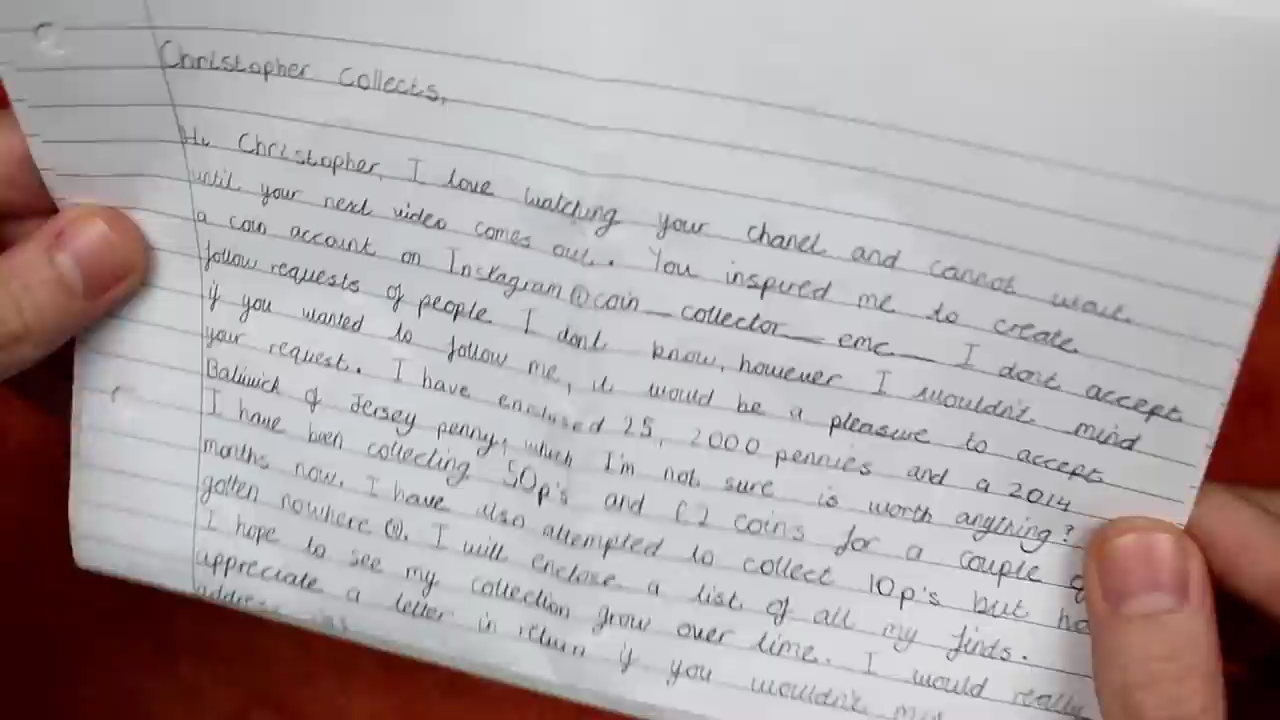 Christopher Collects,
Hi Christopher, I love watching your chanel and cannot wait
until your next video comes out. You inspired me to create
a coin account on Instagram @coin_collector_emc_ I dont accept
follow requests of people I dont know, however I wouldn't mind
if you wanted to follow me, it would be a pleasure to accept
your request. I have enclosed 25, 2000 pennies and a 2014
Baliwick of Jersey penny, which I'm not sure is worth anything?
I have been collecting 50p's and £2 coins for a couple
months now. I have also attempted to collect 10p's but
gotten nowhere. I will enclose a list of all my finds.
I hope to see my collection grow over time. I would really
appreciate a letter in return if you wouldn't
address